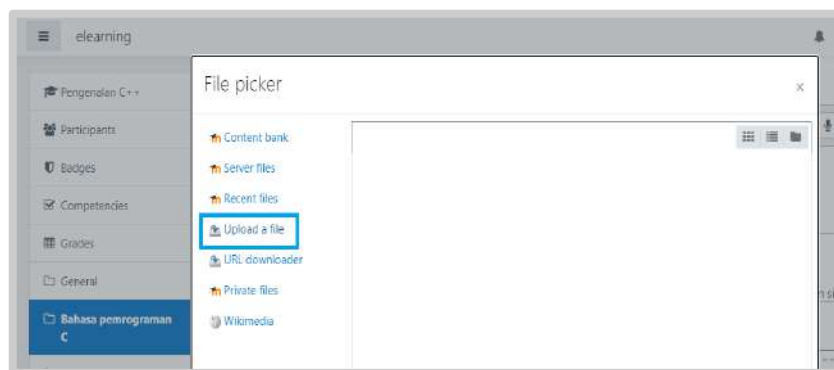 elearning
Pengenalan C++
Participants
Badges
Competencies
Grades
General
Bahasa pemrograman
C
File picker
x
Content bank
Server files
Recent files
Upload a file
URL downloader
Private files
Wikimedia